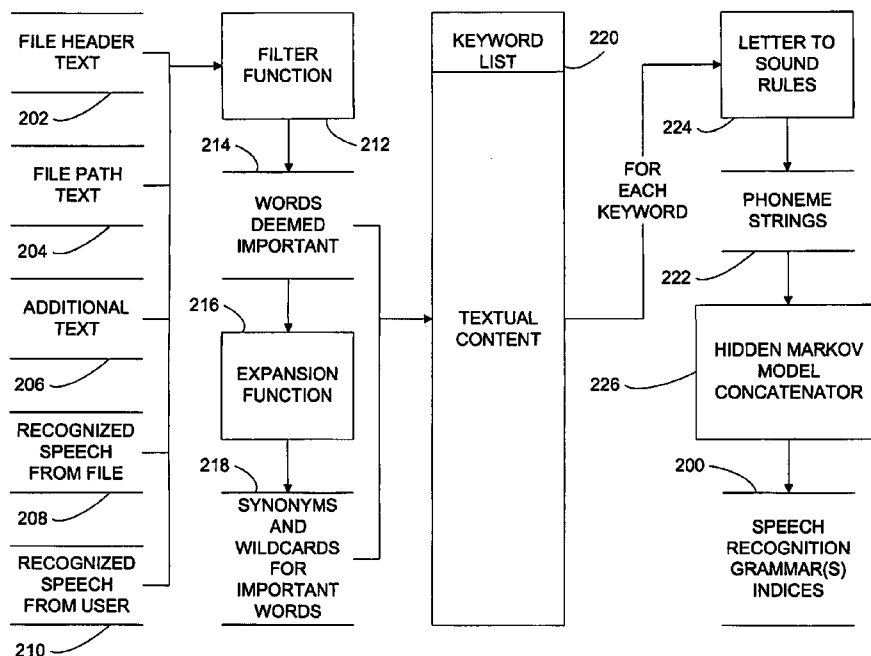 FILE HEADER
TEXT
202
FILE PATH
TEXT
204
ADDITIONAL
TEXT
206
RECOGNIZED
SPEECH
FROM FILE
208
RECOGNIZED
SPEECH
FROM USER
210
FILTER
FUNCTION
214
212
WORDS
DEEMED
IMPORTANT
216
EXPANSION
FUNCTION
218
SYNONYMS
AND
WILDCARDS
FOR
IMPORTANT
WORDS
KEYWORD
LIST
220
TEXTUAL
CONTENT
FOR
EACH
KEYWORD
LETTER TO
SOUND
RULES
224
PHONEME
STRINGS
222
HIDDEN MARKOV
MODEL
CONCATENATOR
226
200
SPEECH
RECOGNITION
GRAMMAR(S)
INDICES